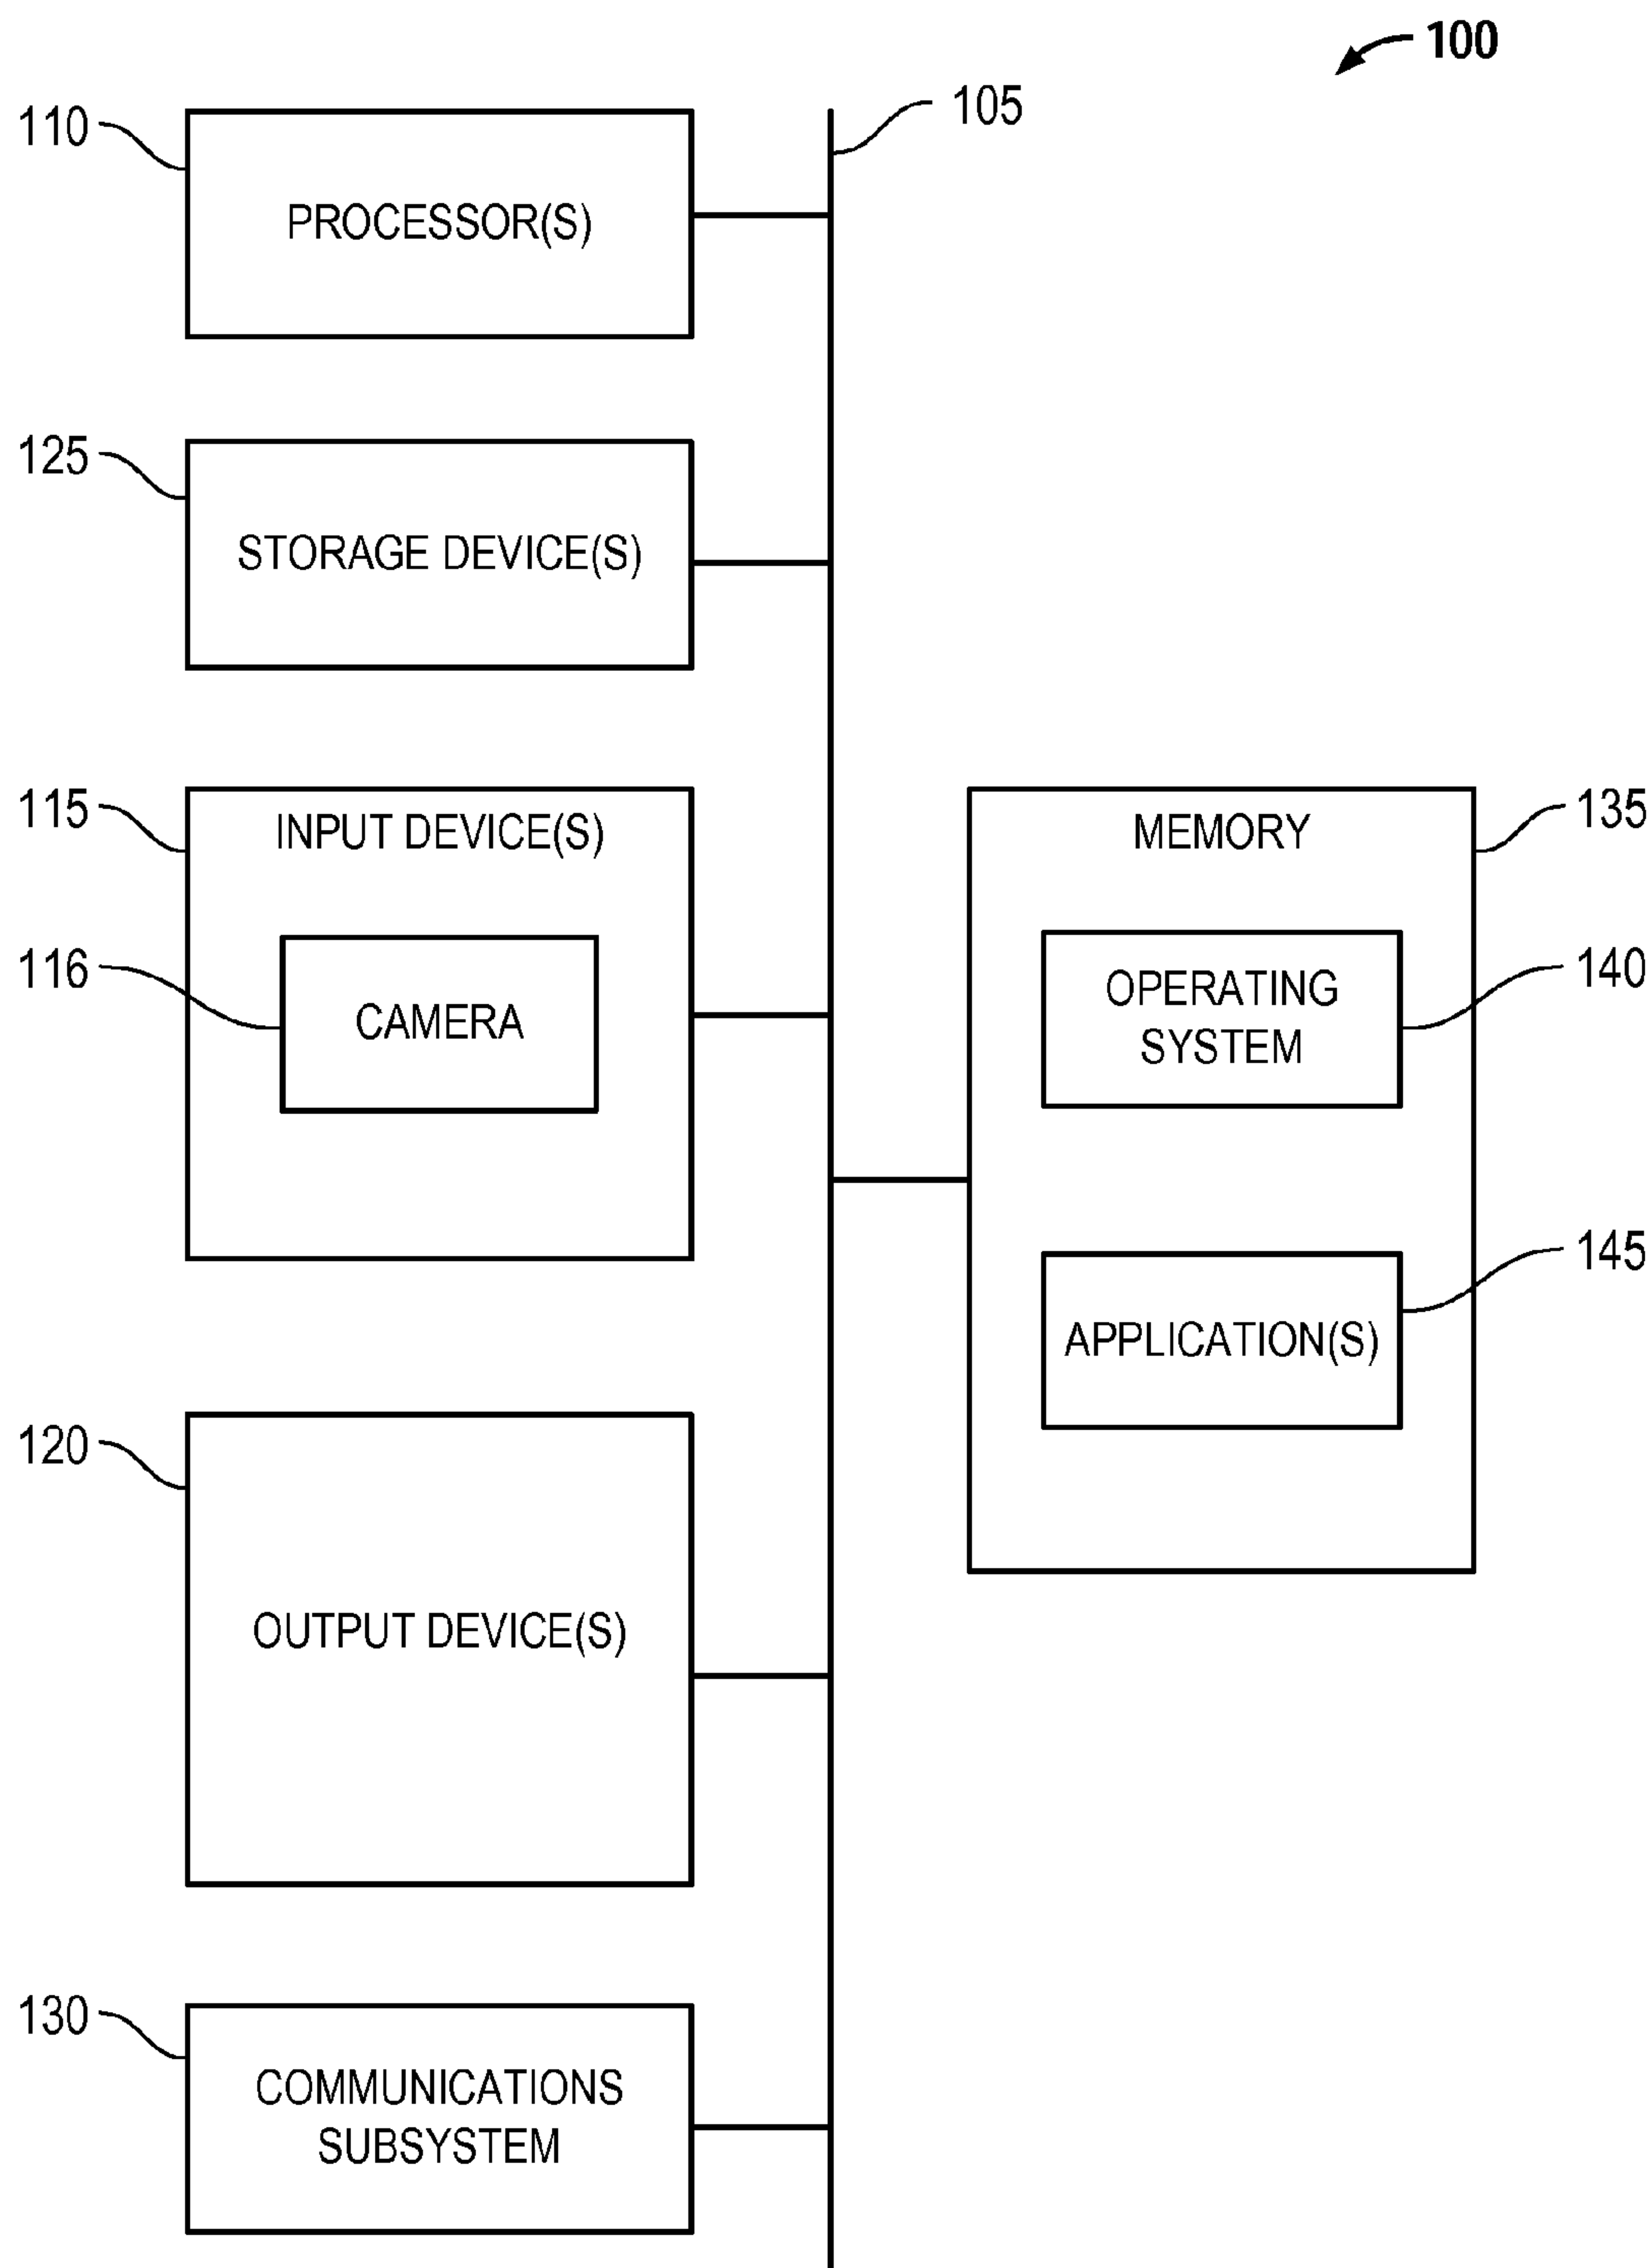 100
105
110
PROCESSOR(S)
125
STORAGE DEVICE(S)
115
INPUT DEVICE(S)
116
CAMERA
MEMORY
135
OPERATING
SYSTEM
140
APPLICATION(S)
145
120
OUTPUT DEVICE(S)
130
COMMUNICATIONS
SUBSYSTEM